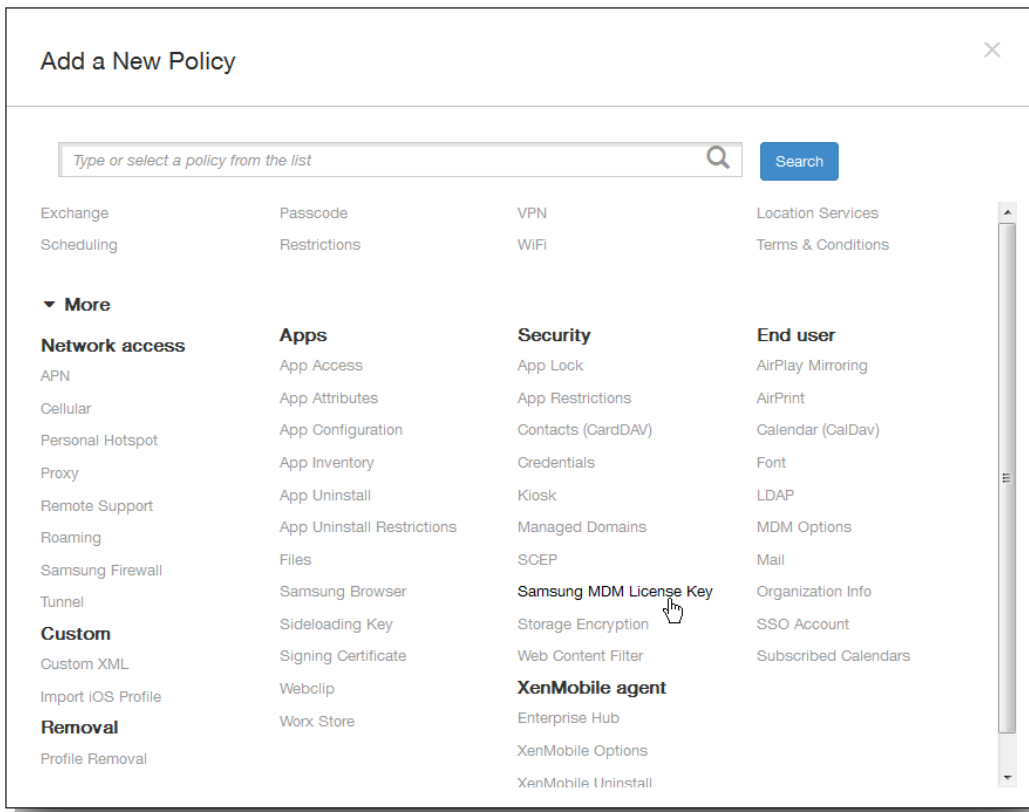 Add a New Policy
Type or select a policy from the list
Search
Exchange
Passcode
VPN
Location Services
Scheduling
Restrictions
WiFi
Terms & Conditions
More
Network access
APN
Cellular
Personal Hotspot
Proxy
Remote Support
Roaming
Samsung Firewall
Tunnel
Custom
Custom XML
Import iOS Profile
Removal
Profile Removal
Apps
App Access
App Attributes
App Configuration
App Inventory
App Uninstall
App Uninstall Restrictions
Files
Samsung Browser
Sideloading Key
Signing Certificate
Webclip
Worx Store
Security
App Lock
App Restrictions
Contacts (CardDAV)
Credentials
Kiosk
Managed Domains
SCEP
Samsung MDM License Key
Storage Encryption
Web Content Filter
XenMobile agent
Enterprise Hub
XenMobile Options
XenMobile Uninstall
End user
AirPlay Mirroring
AirPrint
Calendar (CalDav)
Font
LDAP
MDM Options
Mail
Organization Info
SSO Account
Subscribed Calendars